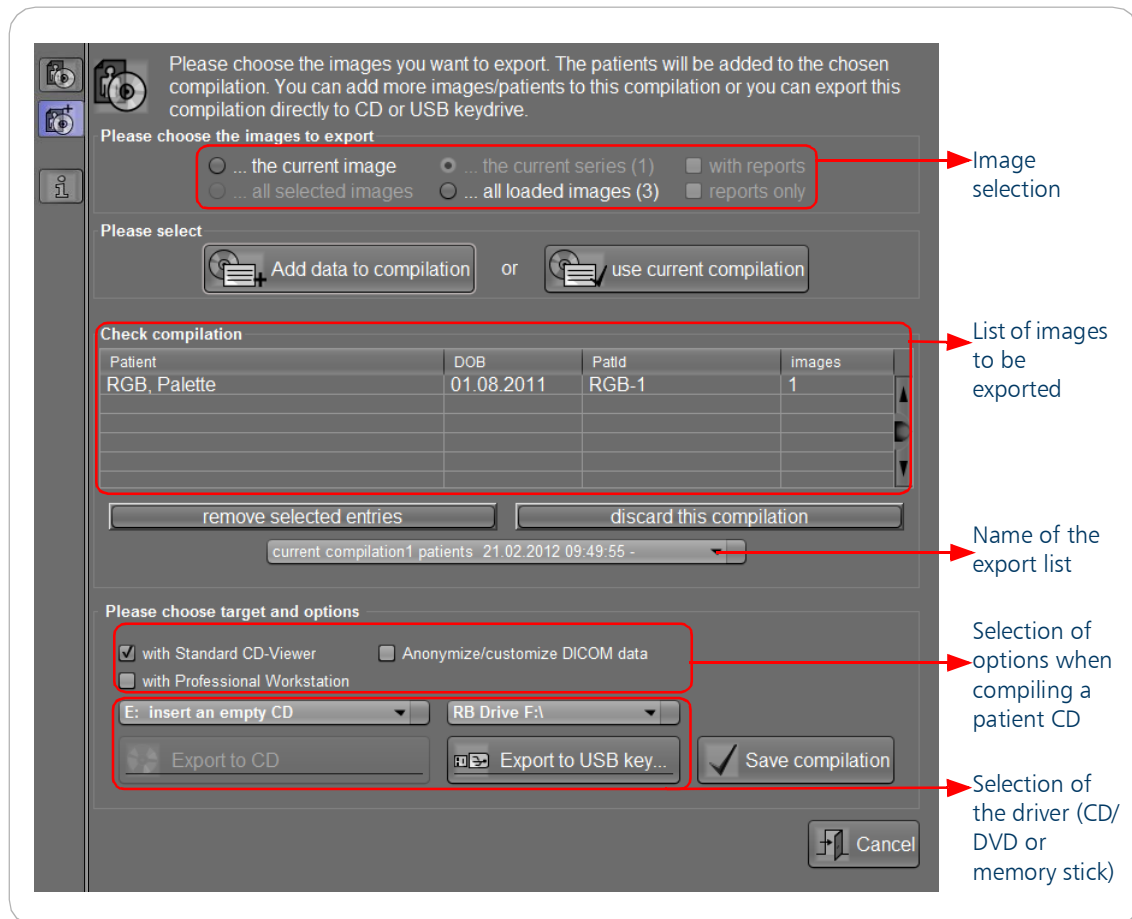 Please choose the images you want to export. The patients will be added to the chosen
compilation. You can add more images/patients to this compilation or you can export this
compilation directly to CD or USB keydrive.
Please choose the images to export
... the current image ... the current series (1) with reports
... all selected images ... all loaded images (3) reports only
Image
selection
Please select
Add data to compilation or use current compilation
Check compilation
Patient DOB PatId images
RGB, Palette 01.08.2011 RGB-1 1
List of images
to be
exported
remove selected entries discard this compilation
current compilation1 patients 21.02.2012 09:49:55 -
Name of the
export list
Please choose target and options
with Standard CD-Viewer Anonymize/customize DICOM data
with Professional Workstation
Selection of
options when
compiling a
patient CD
E: insert an empty CD RB Drive F:\
Export to CD Export to USB key... Save compilation
Selection of
the driver (CD/
DVD or
memory stick)
Cancel